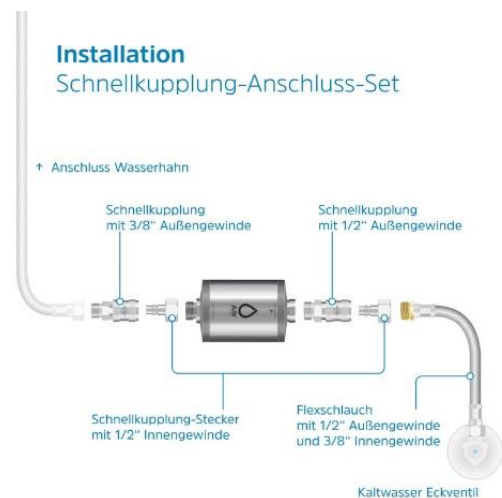 Installation
Schnellkupplung-Anschluss-Set
↑ Anschluss Wasserhahn
Schnellkupplung
mit 3/8" Außengewinde
Schnellkupplung
mit 1/2" Außengewinde
Schnellkupplung-Stecker
mit 1/2" Innengewinde
Flexschlauch
mit 1/2" Außengewinde
und 3/8" Innengewinde
Kaltwasser Eckventil